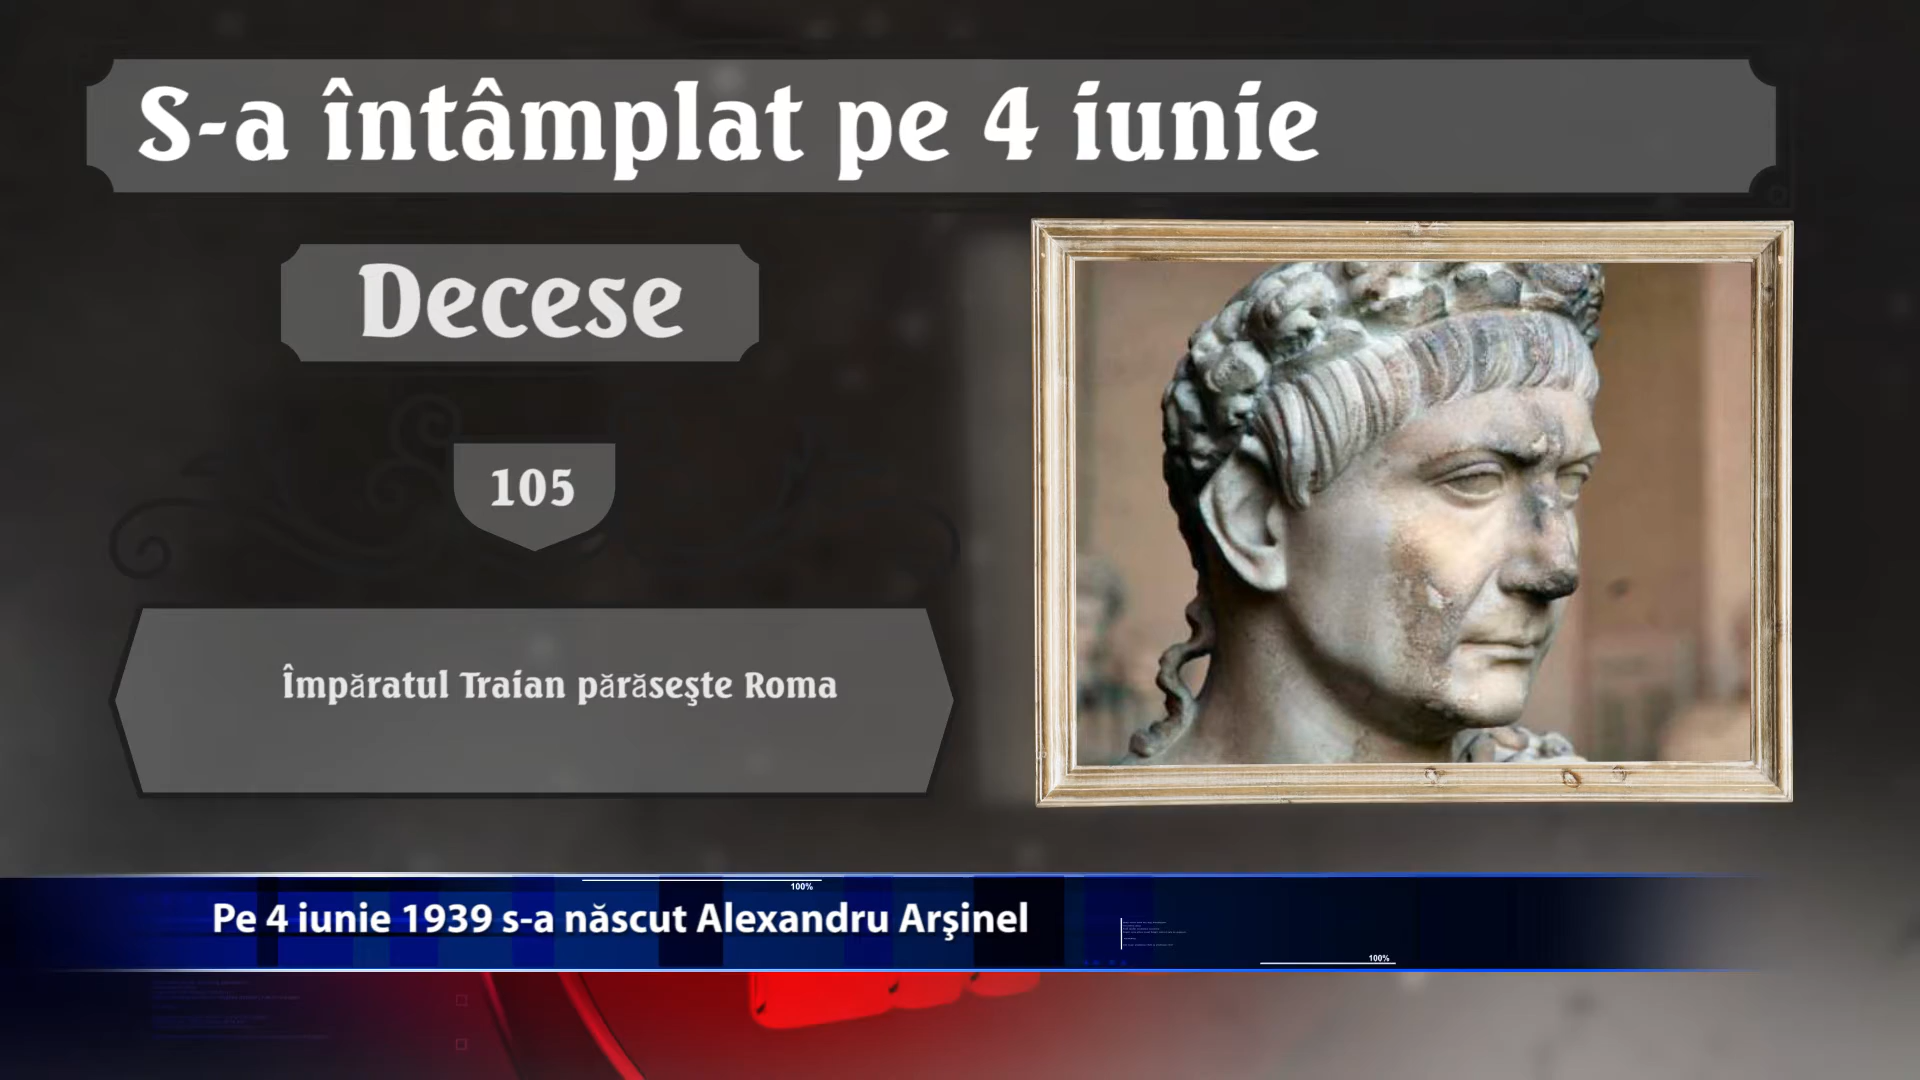 S-a întâmplat pe 4 iunie
Decese
105
Împăratul Traian părăseşte Roma
100%
Pe 4 iunie 1939 s-a născut Alexandru Arşinel
100%